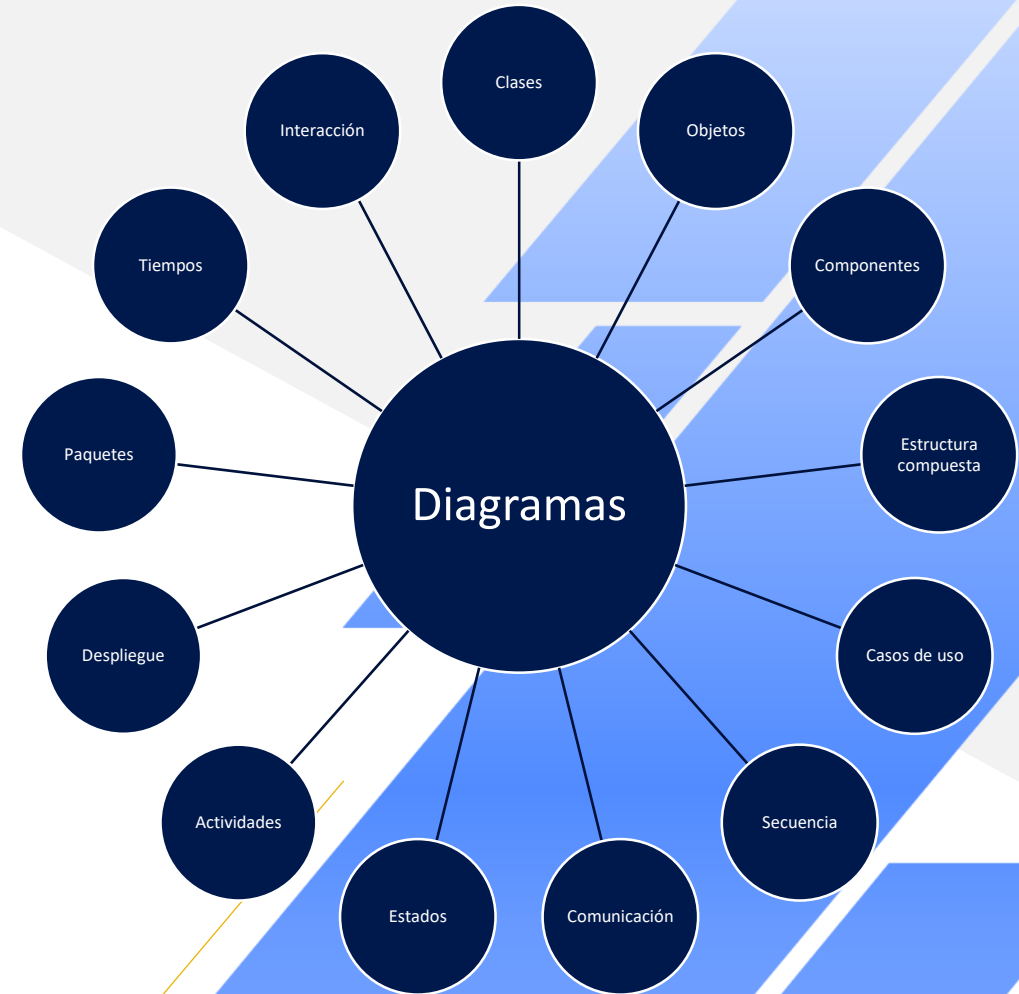 Clases
Objetos
Componentes
Estructura
compuesta
Casos de uso
Secuencia
Comunicación
Estados
Actividades
Despliegue
Paquetes
Tiempos
Interacción
Diagramas